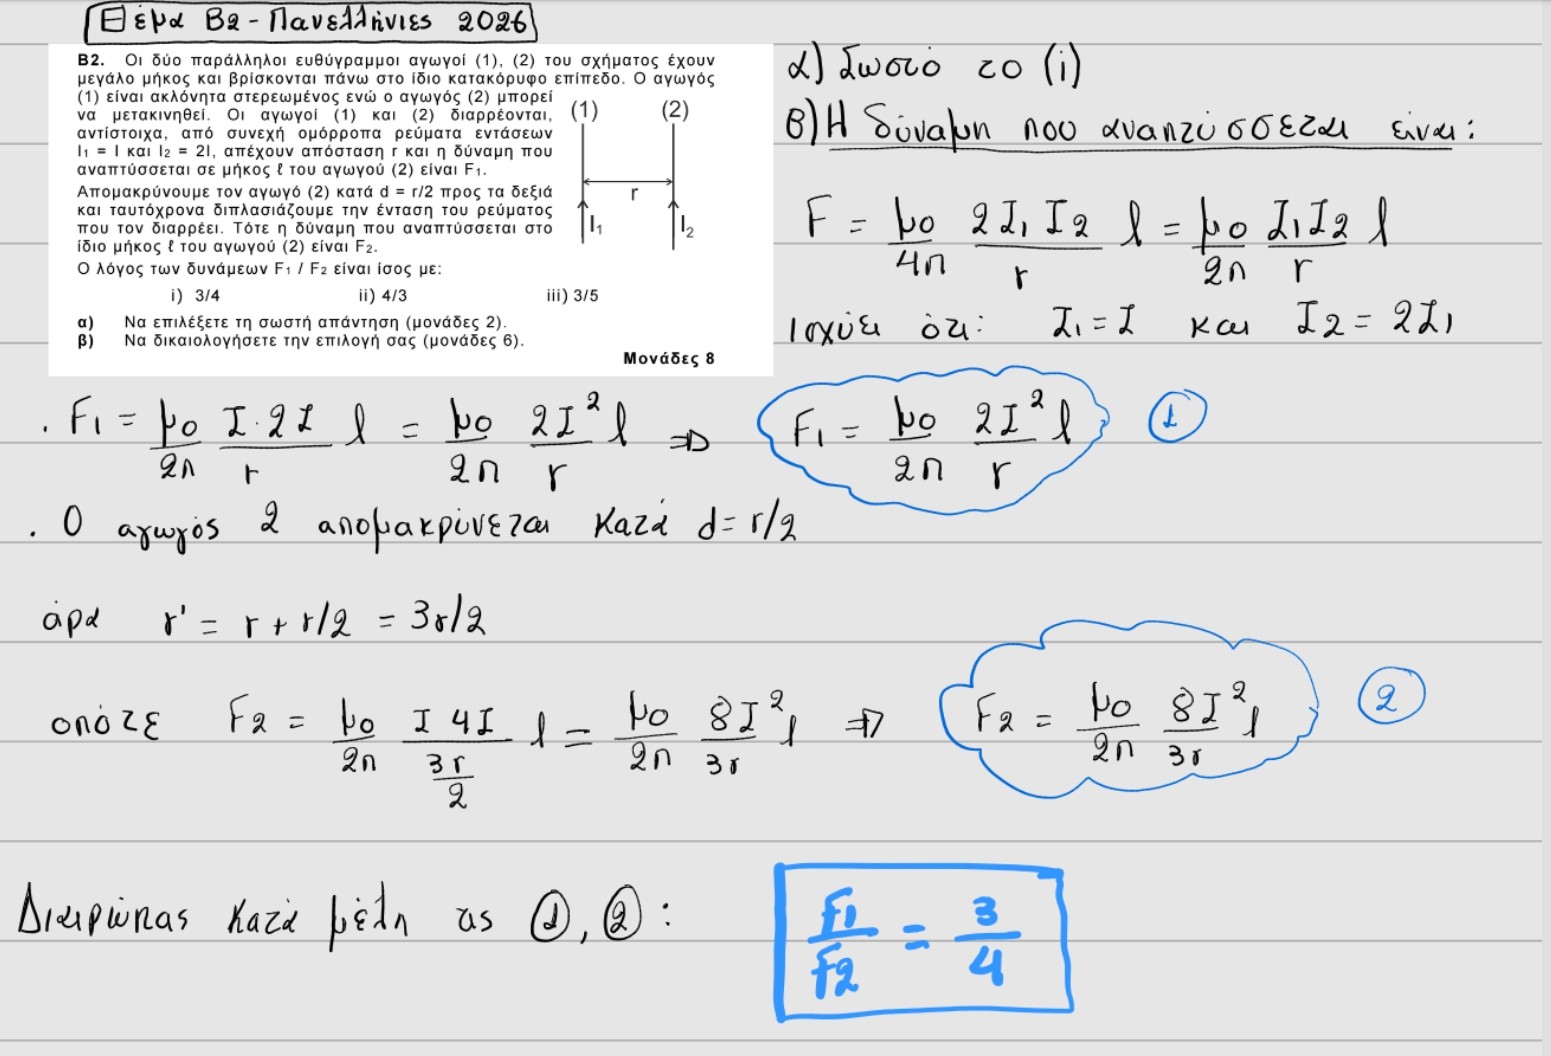 Θέμα Β2 - Πανελλήνιες 2026
Β2. Οι δύο παράλληλοι ευθύγραμμοι αγωγοί (1), (2) του σχήματος έχουν
μεγάλο μήκος και βρίσκονται πάνω στο ίδιο κατακόρυφο επίπεδο. Ο αγωγός
(1) είναι ακλόνητα στερεωμένος ενώ ο αγωγός (2) μπορεί
να μετακινηθεί. Οι αγωγοί (1) και (2) διαρρέονται,
αντίστοιχα, από συνεχή ομόρροπα ρεύματα εντάσεων
I₁ = I και I₂ = 2I, απέχουν απόσταση r και η δύναμη που
αναπτύσσεται σε μήκος ℓ του αγωγού (2) είναι F₁.
Απομακρύνουμε τον αγωγό (2) κατά d = r/2 προς τα δεξιά
και ταυτόχρονα διπλασιάζουμε την ένταση του ρεύματος
που τον διαρρέει. Τότε η δύναμη που αναπτύσσεται στο
ίδιο μήκος ℓ του αγωγού (2) είναι F₂.
Ο λόγος των δυνάμεων F₁ / F₂ είναι ίσος με:
i) 3/4 ii) 4/3 iii) 3/5
α) Να επιλέξετε τη σωστή απάντηση (μονάδες 2).
β) Να δικαιολογήσετε την επιλογή σας (μονάδες 6).
Μονάδες 8
(1) (2)
r
I₁ I₂
α) Σωστό το (i)
β) Η δύναμη που αναπτύσσεται είναι:
F = μ₀/4π 2I₁I₂/r l = μ₀/2π I₁I₂/r l
Ισχύει ότι: I₁ = I και I₂ = 2I₁
. F₁ = μ₀/2π I·2I/r l = μ₀/2π 2I²l/r ⇒ F₁ = μ₀/2π 2I²l/r ①
. Ο αγωγός 2 απομακρύνεται κατά d = r/2
άρα r' = r + r/2 = 3r/2
οπότε F₂ = μ₀/2π I 4I/(3r/2) l = μ₀/2π 8I²l/3r ⇒ F₂ = μ₀/2π 8I²l/3r ②
Διαιρώντας κατά μέλη τις ①, ②: F₁/F₂ = 3/4